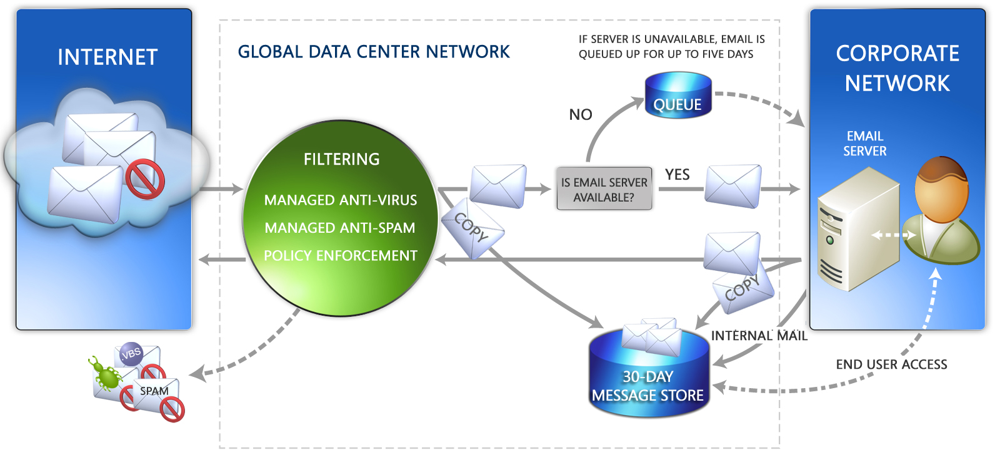 INTERNET
GLOBAL DATA CENTER NETWORK
IF SERVER IS UNAVAILABLE, EMAIL IS
QUEUED UP FOR UP TO FIVE DAYS
CORPORATE
NETWORK
QUEUE
NO
EMAIL
SERVER
FILTERING
MANAGED ANTI-VIRUS
MANAGED ANTI-SPAM
POLICY ENFORCEMENT
IS EMAIL SERVER
AVAILABLE?
YES
COPY
COPY
INTERNAL MAIL
.VBS
SPAM
30-DAY
MESSAGE STORE
END USER ACCESS